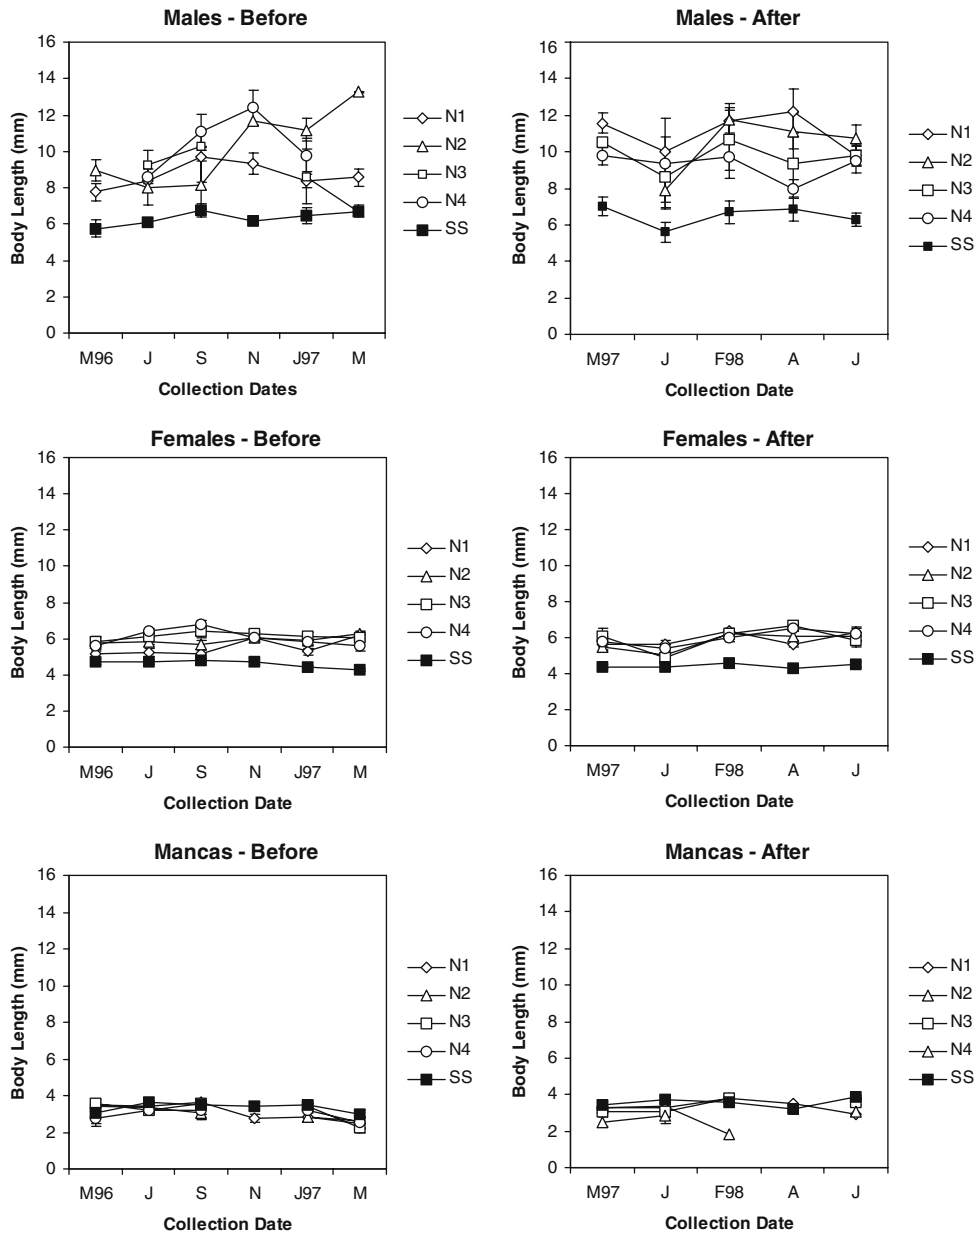 Males - Before
16
14
12
10
8
6
4
2
0
Body Length (mm)
M96 J S N J97 M
Collection Dates
N1
N2
N3
N4
SS
Males - After
16
14
12
10
8
6
4
2
0
Body Length (mm)
M97 J F98 A J
Collection Date
N1
N2
N3
N4
SS
Females - Before
16
14
12
10
8
6
4
2
0
Body Length (mm)
M96 J S N J97 M
Collection Date
N1
N2
N3
N4
SS
Females - After
16
14
12
10
8
6
4
2
0
Body Length (mm)
M97 J F98 A J
Collection Date
N1
N2
N3
N4
SS
Mancas - Before
16
14
12
10
8
6
4
2
0
Body Length (mm)
M96 J S N J97 M
Collection Date
N1
N2
N3
N4
SS
Mancas - After
16
14
12
10
8
6
4
2
0
Body Length (mm)
M97 J F98 A J
Collection Date
N1
N2
N3
N4
SS